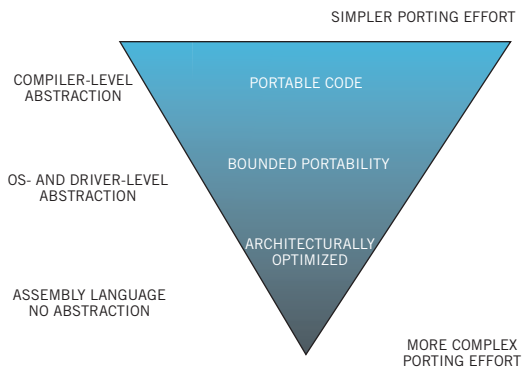 SIMPLER PORTING EFFORT
COMPILER-LEVEL
ABSTRACTION
PORTABLE CODE
BOUNDED PORTABILITY
OS- AND DRIVER-LEVEL
ABSTRACTION
ARCHITECTURALLY
OPTIMIZED
ASSEMBLY LANGUAGE
NO ABSTRACTION
MORE COMPLEX
PORTING EFFORT